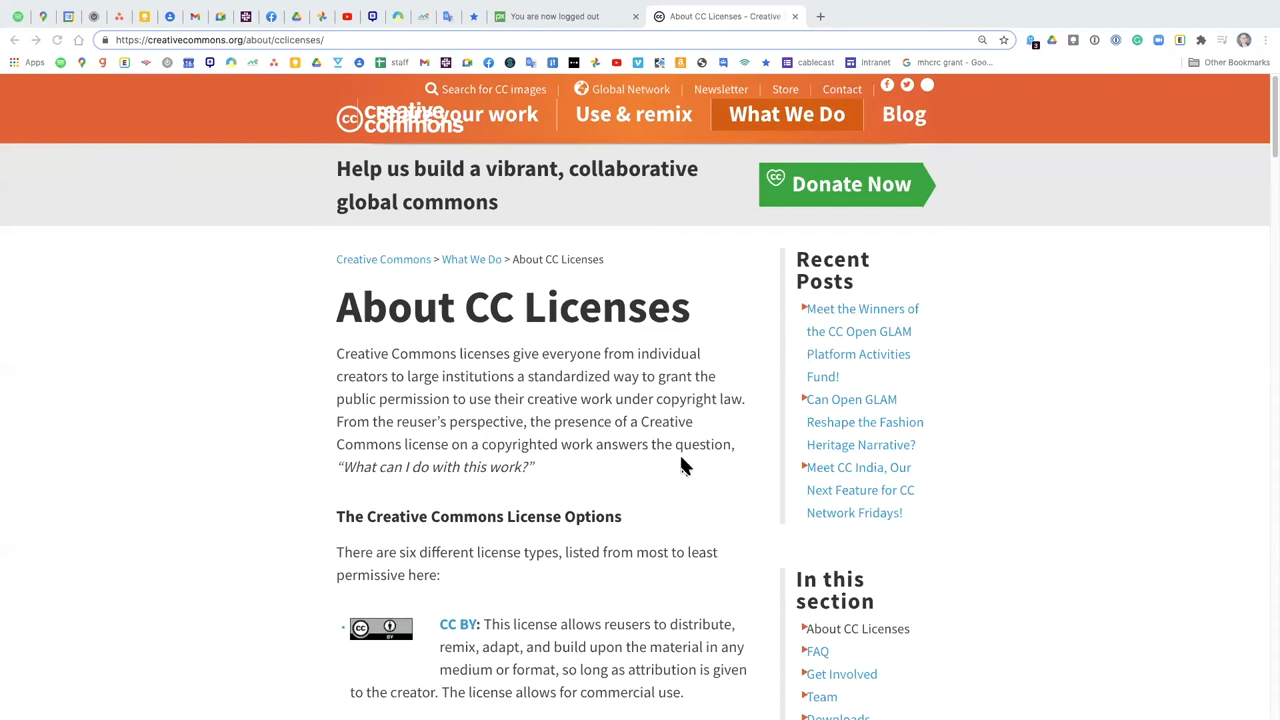 You are now logged out
About CC Licenses - Creative
https://creativecommons.org/about/cclicenses/
3
Apps
staff
cablecast
Intranet
mhcrc grant - Goo...
Other Bookmarks
Search for CC images
Global Network
Newsletter
Store
Contact
creative commons
Share your work
Use & remix
What We Do
Blog
Help us build a vibrant, collaborative
global commons
Donate Now
Creative Commons > What We Do > About CC Licenses
About CC Licenses
Creative Commons licenses give everyone from individual
creators to large institutions a standardized way to grant the
public permission to use their creative work under copyright law.
From the reuser’s perspective, the presence of a Creative
Commons license on a copyrighted work answers the question,
“What can I do with this work?”
The Creative Commons License Options
There are six different license types, listed from most to least
permissive here:
CC BY: This license allows reusers to distribute,
remix, adapt, and build upon the material in any
medium or format, so long as attribution is given
to the creator. The license allows for commercial use.
Recent
Posts
Meet the Winners of
the CC Open GLAM
Platform Activities
Fund!
Can Open GLAM
Reshape the Fashion
Heritage Narrative?
Meet CC India, Our
Next Feature for CC
Network Fridays!
In this
section
About CC Licenses
FAQ
Get Involved
Team
Downloads